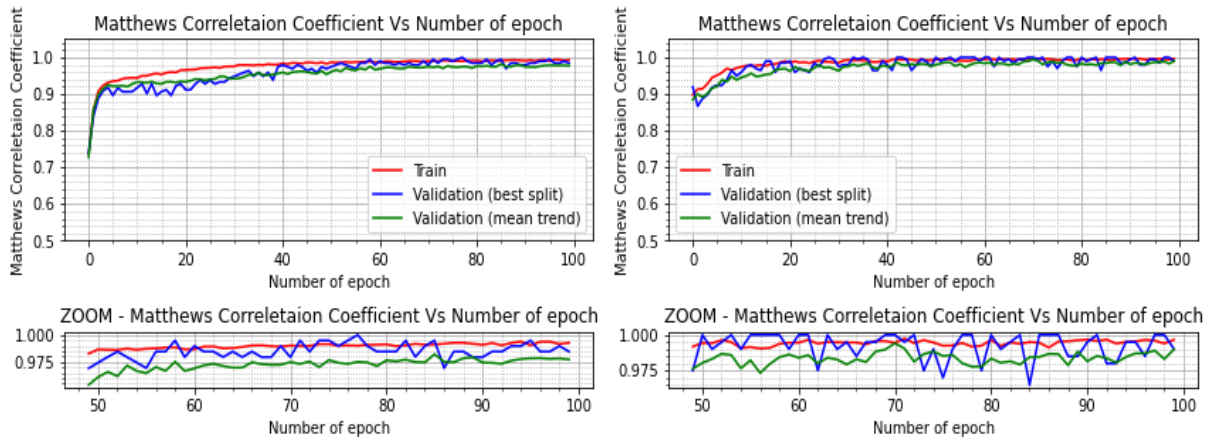 Matthews Correletaion Coefficient Vs Number of epoch
Matthews Correletaion Coefficient
1.0
0.9
0.8
0.7
0.6
0.5
Train
Validation (best split)
Validation (mean trend)
0 20 40 60 80 100
Number of epoch
Matthews Correletaion Coefficient Vs Number of epoch
Matthews Correletaion Coefficient
1.0
0.9
0.8
0.7
0.6
0.5
Train
Validation (best split)
Validation (mean trend)
0 20 40 60 80 100
Number of epoch
ZOOM - Matthews Correletaion Coefficient Vs Number of epoch
1.000
0.975
50 60 70 80 90 100
Number of epoch
ZOOM - Matthews Correletaion Coefficient Vs Number of epoch
1.000
0.975
50 60 70 80 90 100
Number of epoch